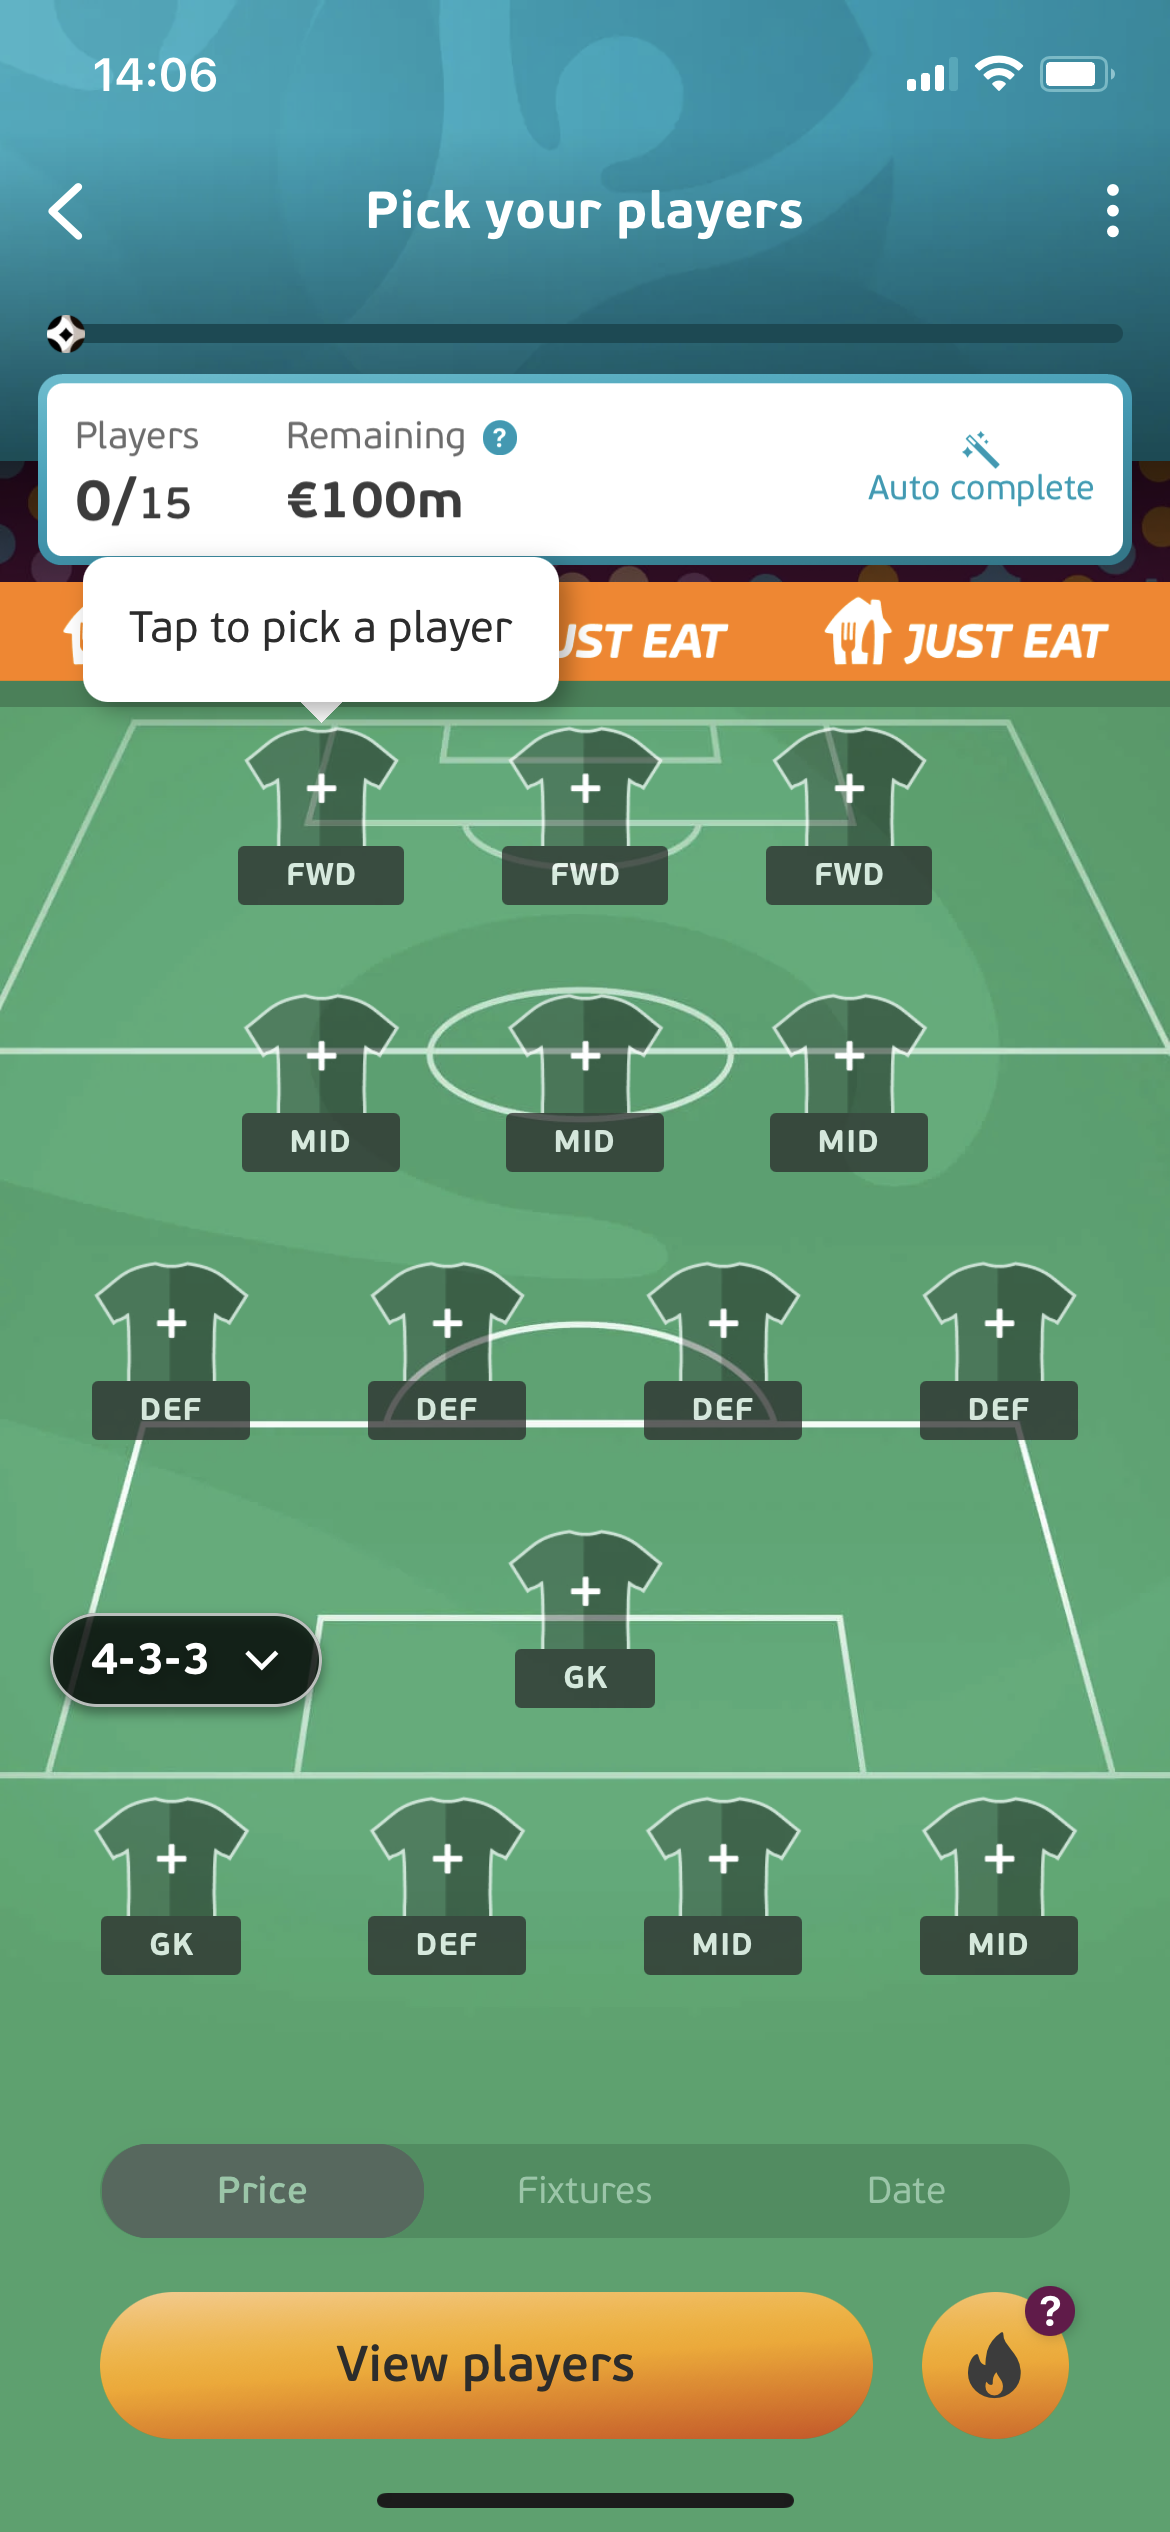 14:06
Pick your players
Players
0/15
Remaining ?
€100m
Auto complete
Tap to pick a player
UST EAT
JUST EAT
FWD FWD FWD
MID MID MID
DEF DEF DEF DEF
GK
4-3-3
GK DEF MID MID
Price Fixtures Date
View players
?